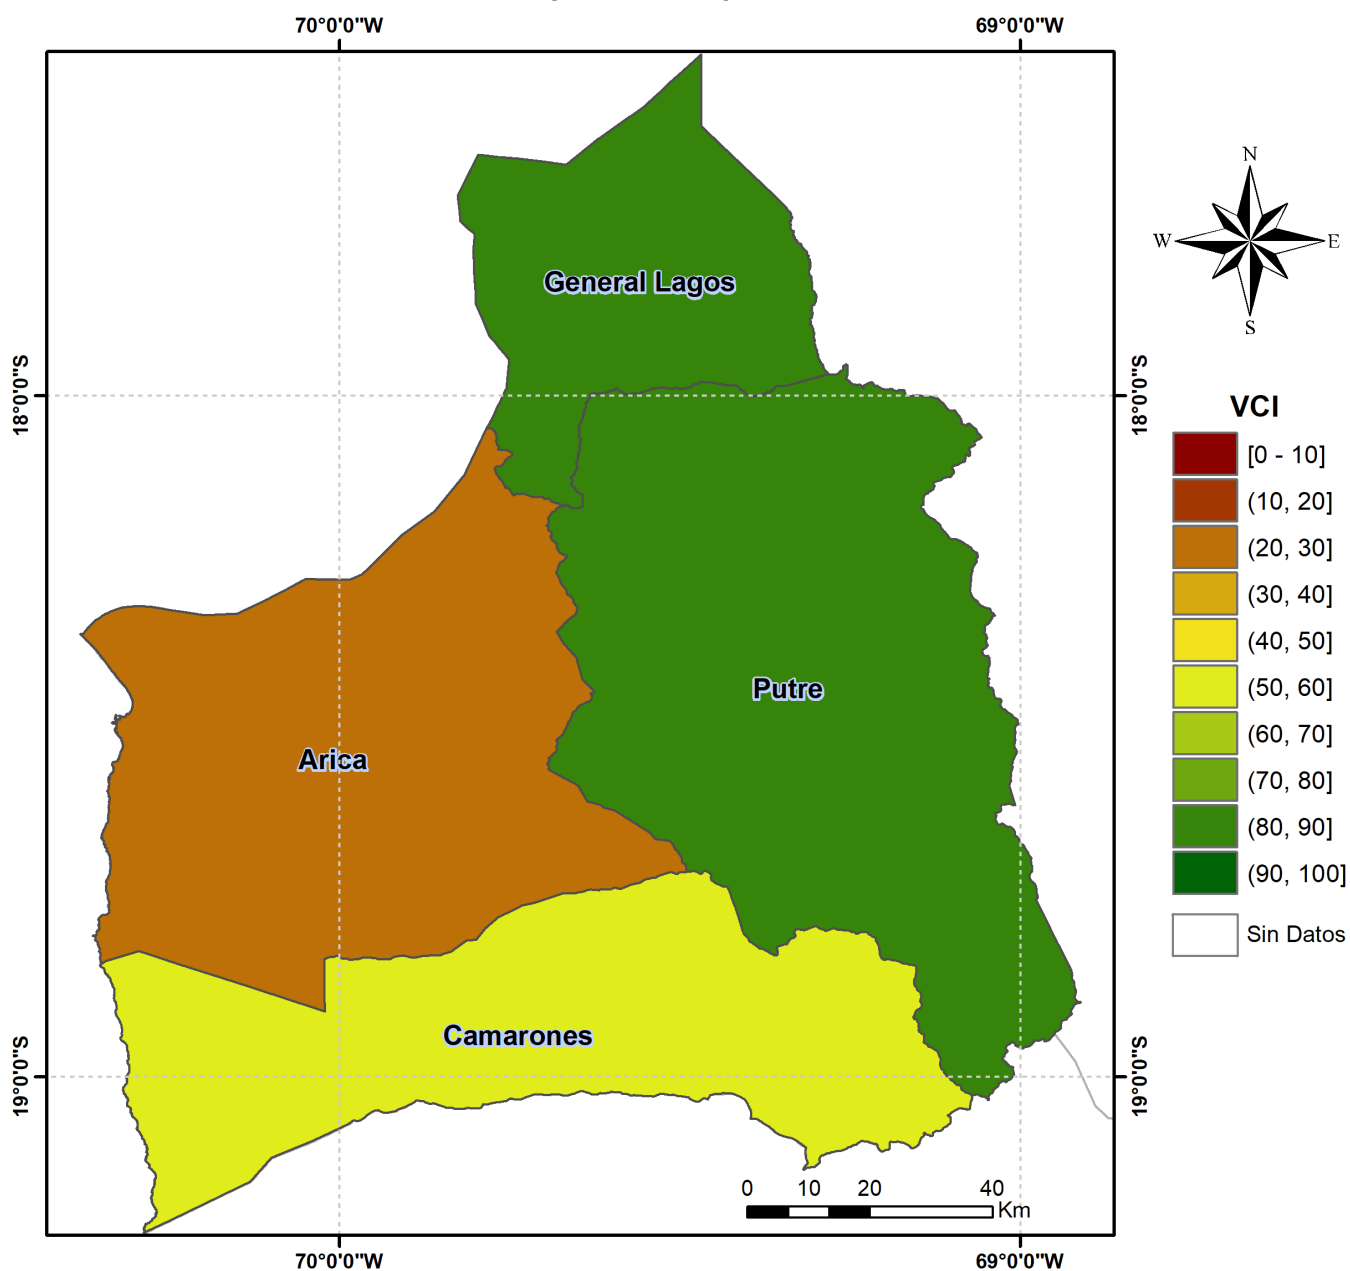 70°0'0"W
69°0'0"W
N
W
E
S
General Lagos
18°0'0"S
18°0'0"S
VCI
[0 - 10]
(10, 20]
(20, 30]
(30, 40]
(40, 50]
(50, 60]
(60, 70]
(70, 80]
(80, 90]
(90, 100]
Sin Datos
Putre
Arica
Camarones
19°0'0"S
19°0'0"S
0 10 20 40
Km
70°0'0"W
69°0'0"W